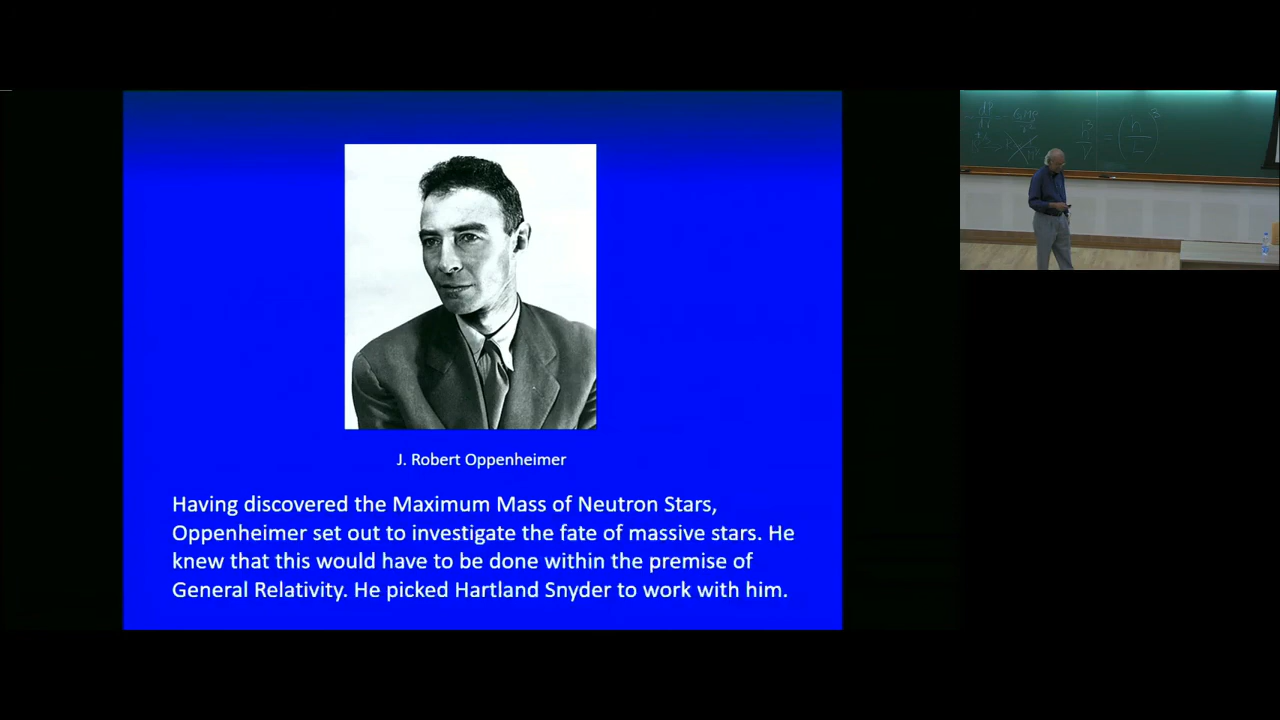 J. Robert Oppenheimer
Having discovered the Maximum Mass of Neutron Stars,
Oppenheimer set out to investigate the fate of massive stars. He
knew that this would have to be done within the premise of
General Relativity. He picked Hartland Snyder to work with him.